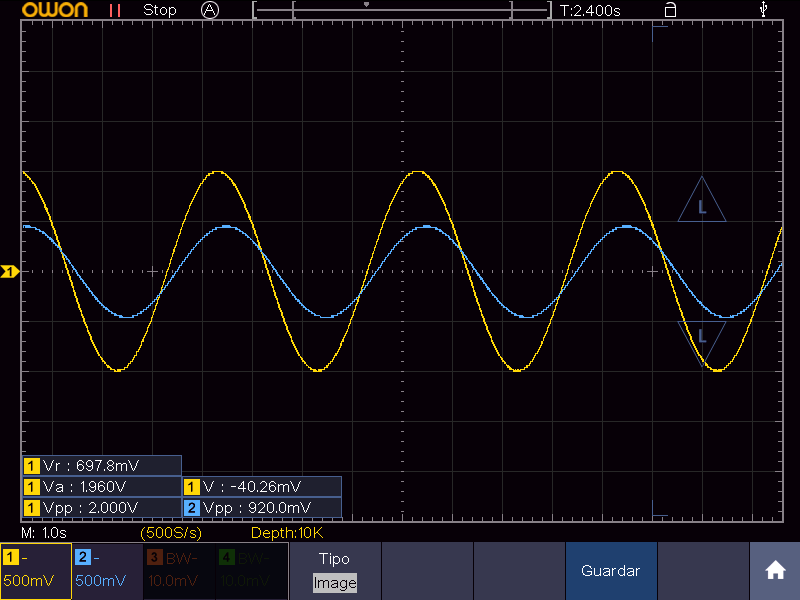 owon Stop A T:2.400s
L
1
L
1 Vr : 697.8mV
1 Va : 1.960V 1 V : -40.26mV
1 Vpp : 2.000V 2 Vpp : 920.0mV
M: 1.0s (500S/s) Depth:10K
1 - 2 - 3 BW- 4 BW- Tipo
500mV 500mV 10.0mV 10.0mV Image Guardar